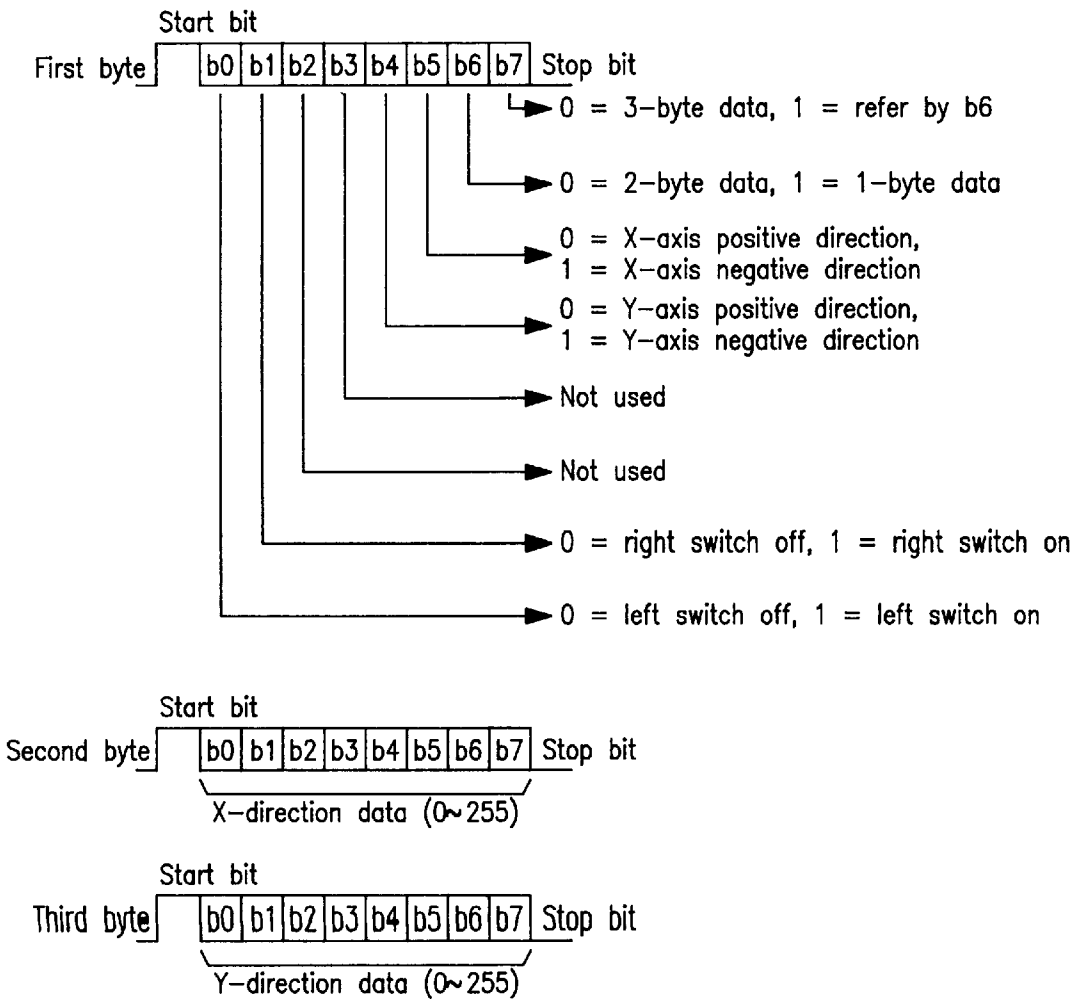 Start bit
First byte b0 b1 b2 b3 b4 b5 b6 b7 Stop bit
0 = 3-byte data, 1 = refer by b6
0 = 2-byte data, 1 = 1-byte data
0 = X-axis positive direction,
1 = X-axis negative direction
0 = Y-axis positive direction,
1 = Y-axis negative direction
Not used
Not used
0 = right switch off, 1 = right switch on
0 = left switch off, 1 = left switch on
Start bit
Second byte b0 b1 b2 b3 b4 b5 b6 b7 Stop bit
X-direction data (0~255)
Start bit
Third byte b0 b1 b2 b3 b4 b5 b6 b7 Stop bit
Y-direction data (0~255)